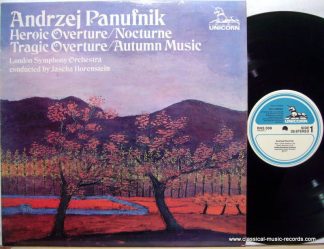 Andrzej Panufnik
Heroic Overture/Nocturne
Tragic Overture/Autumn Music
London Symphony Orchestra
conducted by Jascha Horenstein
UNICORN
UNICORN
1
www.classical-music-records.com